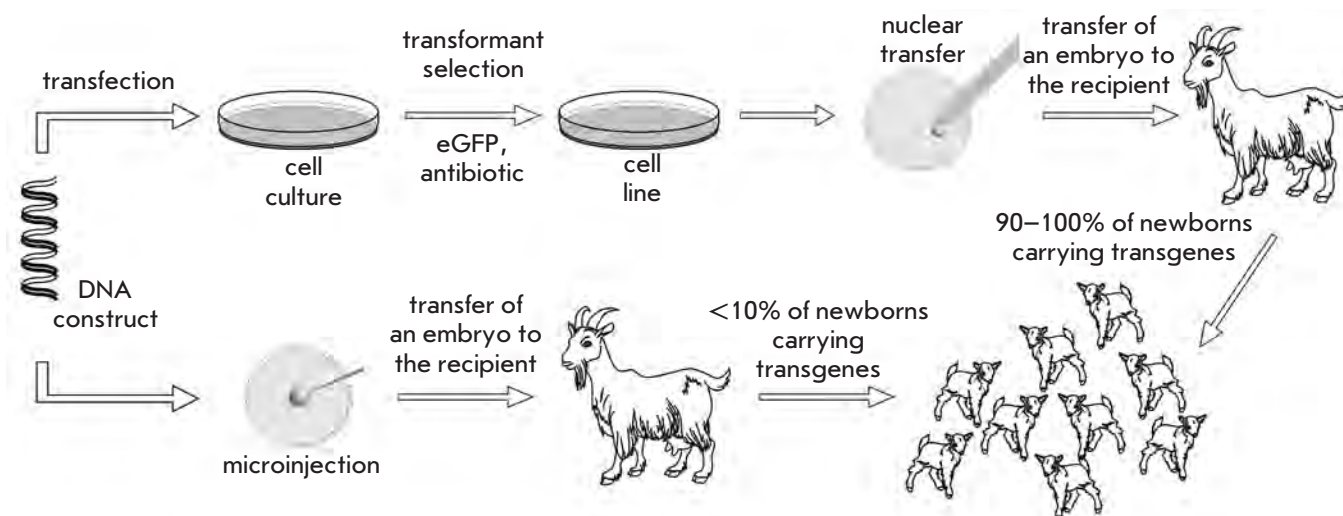 transfection
cell
culture
transformant
selection
eGFP,
antibiotic
cell
line
nuclear
transfer
transfer of
an embryo to
the recipient
90–100% of newborns
carrying transgenes
DNA
construct
microinjection
transfer of
an embryo to
the recipient
<10% of newborns
carrying
transgenes